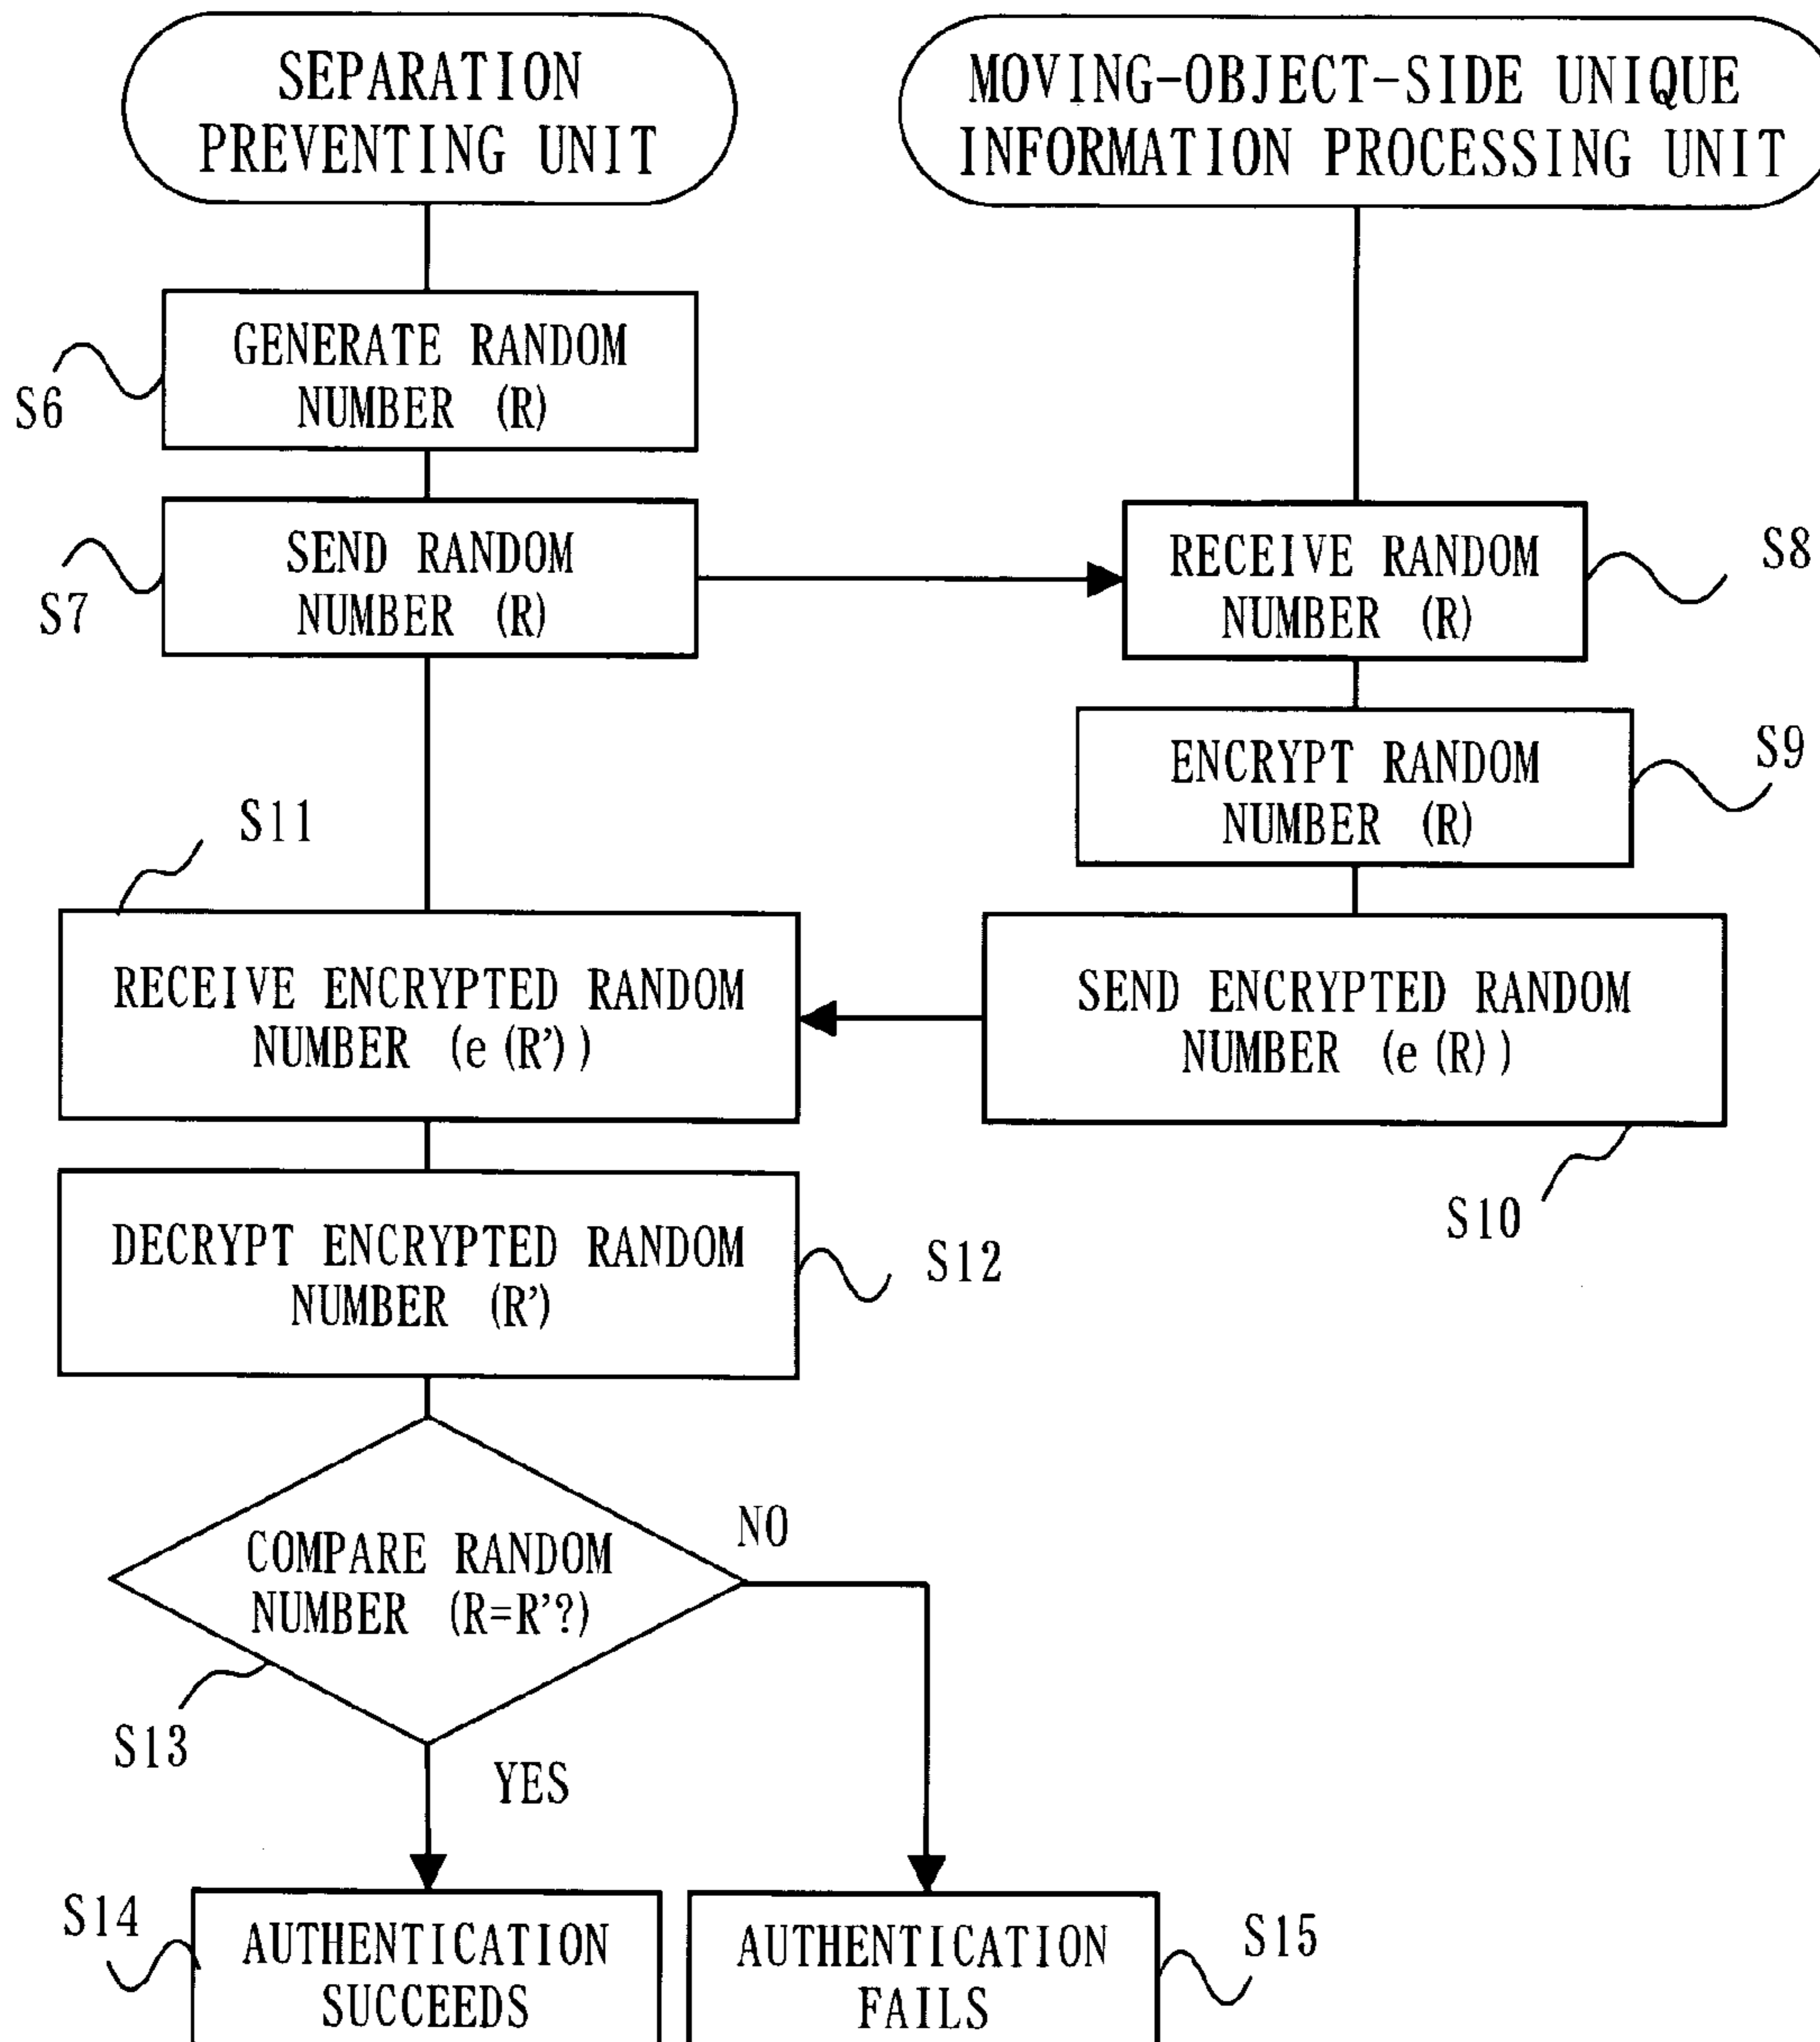 SEPARATION
PREVENTING UNIT
MOVING-OBJECT-SIDE UNIQUE
INFORMATION PROCESSING UNIT
GENERATE RANDOM
NUMBER (R)
S6
SEND RANDOM
NUMBER (R)
S7
RECEIVE RANDOM
NUMBER (R)
S8
ENCRYPT RANDOM
NUMBER (R)
S9
S11
RECEIVE ENCRYPTED RANDOM
NUMBER (e(R'))
SEND ENCRYPTED RANDOM
NUMBER (e(R))
S10
DECRYPT ENCRYPTED RANDOM
NUMBER (R')
S12
COMPARE RANDOM
NUMBER (R=R'?)
NO
S13
YES
S14
AUTHENTICATION
SUCCEEDS
AUTHENTICATION
FAILS
S15